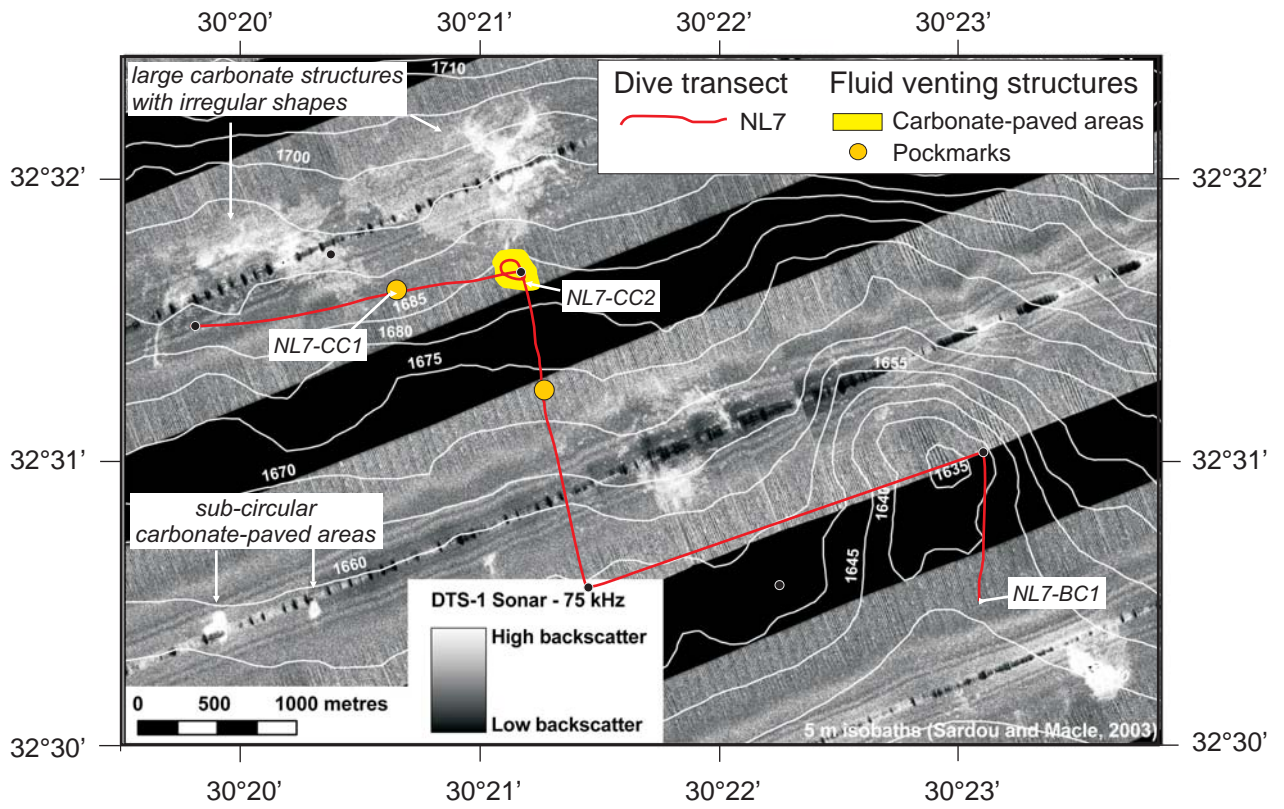 30°20’ 30°21’ 30°22’ 30°23’
large carbonate structures
with irregular shapes
1710
Dive transect Fluid venting structures
NL7 Carbonate-paved areas
Pockmarks
1700
32°32’ 32°32’
NL7-CC2
1685
1680
NL7-CC1
1675
1655
32°31’ 32°31’
1670
1635
1640
sub-circular
carbonate-paved areas
1660
1645
NL7-BC1
DTS-1 Sonar - 75 kHz
High backscatter
Low backscatter
0 500 1000 metres
5 m isobaths (Sardou and Macle, 2003)
32°30’ 32°30’
30°20’ 30°21’ 30°22’ 30°23’